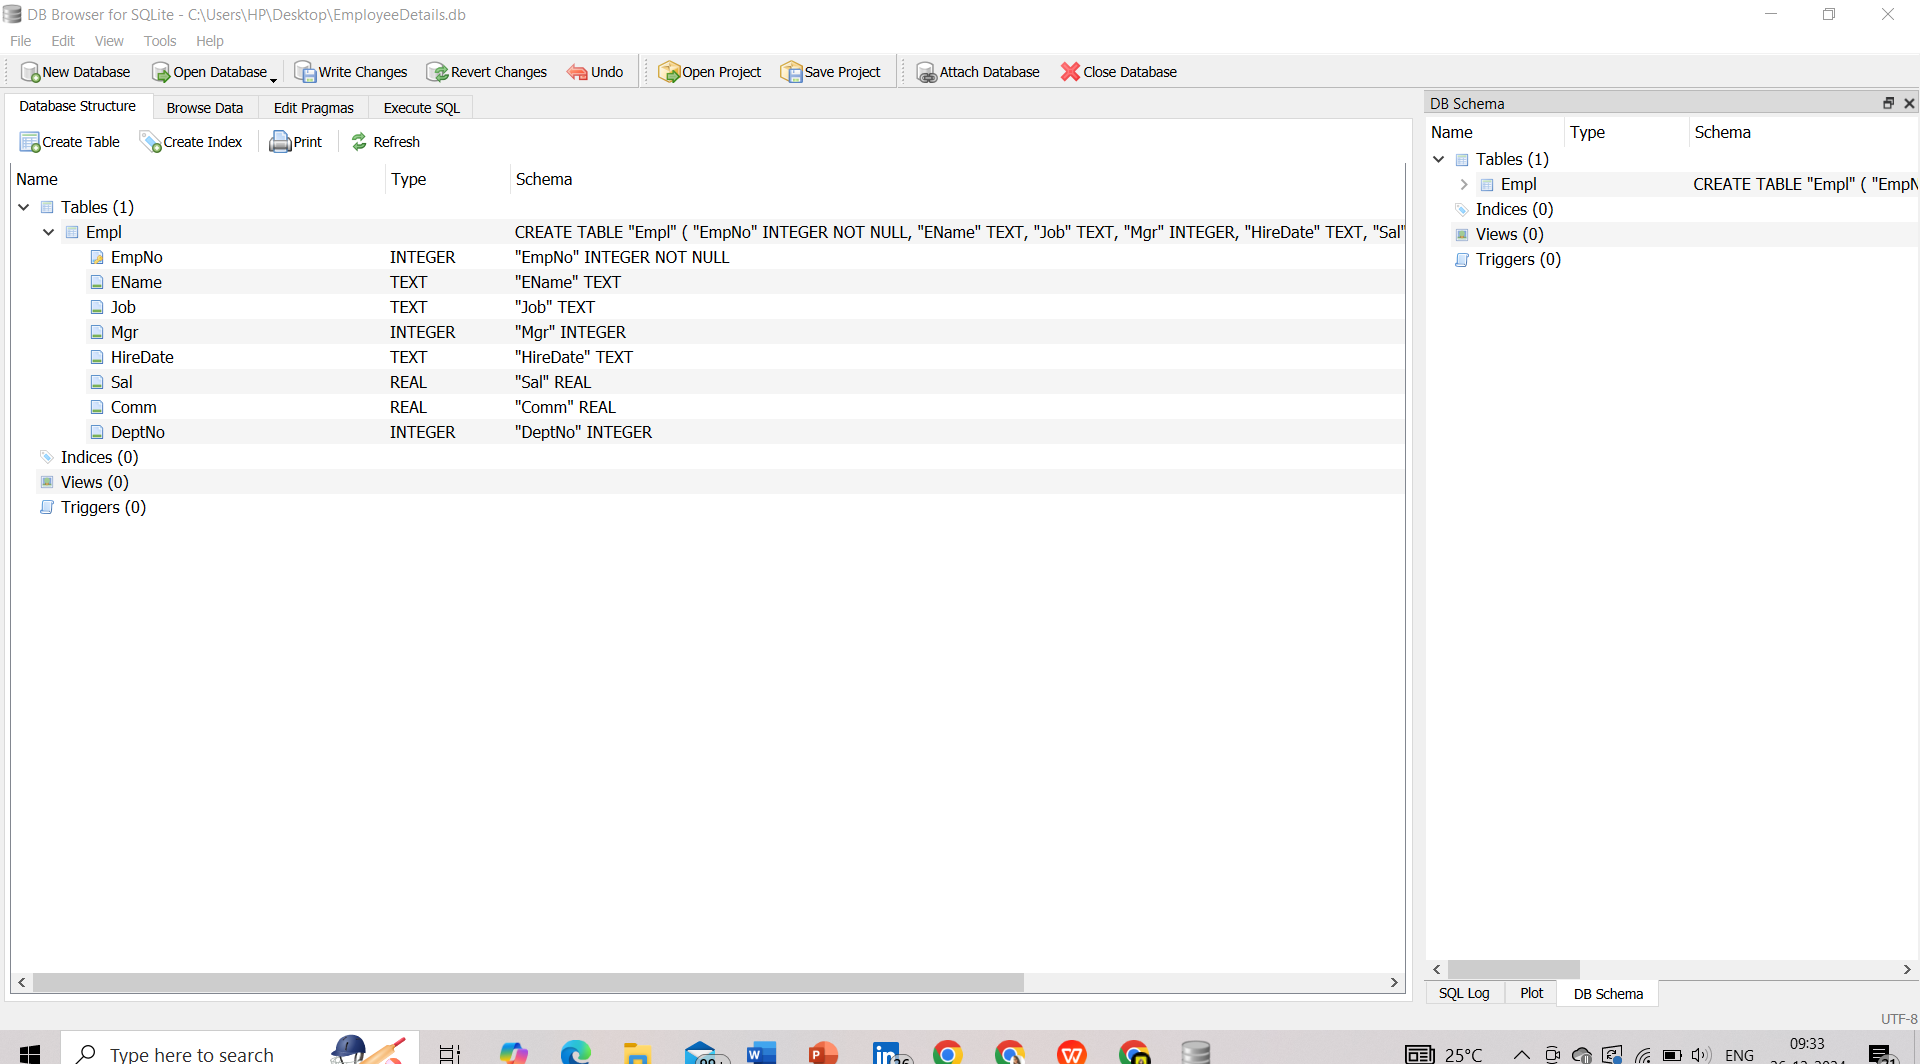 DB Browser for SQLite - C:\Users\HP\Desktop\EmployeeDetails.db
File Edit View Tools Help
New Database Open Database Write Changes Revert Changes Undo Open Project Save Project Attach Database Close Database
Database Structure Browse Data Edit Pragmas Execute SQL
Create Table Create Index Print Refresh
Name Type Schema
Tables (1)
Empl CREATE TABLE "Empl" ( "EmpNo" INTEGER NOT NULL, "EName" TEXT, "Job" TEXT, "Mgr" INTEGER, "HireDate" TEXT, "Sal"
EmpNo INTEGER "EmpNo" INTEGER NOT NULL
EName TEXT "EName" TEXT
Job TEXT "Job" TEXT
Mgr INTEGER "Mgr" INTEGER
HireDate TEXT "HireDate" TEXT
Sal REAL "Sal" REAL
Comm REAL "Comm" REAL
DeptNo INTEGER "DeptNo" INTEGER
Indices (0)
Views (0)
Triggers (0)
DB Schema
Name Type Schema
Tables (1)
Empl CREATE TABLE "Empl" ( "EmpN
Indices (0)
Views (0)
Triggers (0)
SQL Log Plot DB Schema
UTF-8
Type here to search
25°C ENG 09:33